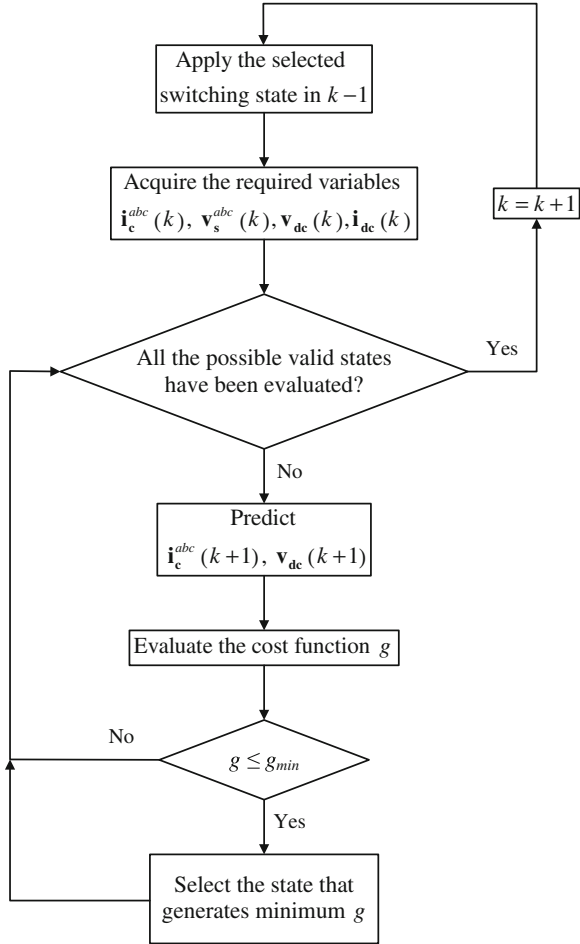 Apply the selected
switching state in k−1
Acquire the required variables
i_c^{abc}(k), v_s^{abc}(k), v_dc(k), i_dc(k)
k = k+1
All the possible valid states
have been evaluated?
Yes
No
Predict
i_c^{abc}(k+1), v_dc(k+1)
Evaluate the cost function g
No
g ≤ g_min
Yes
Select the state that
generates minimum g